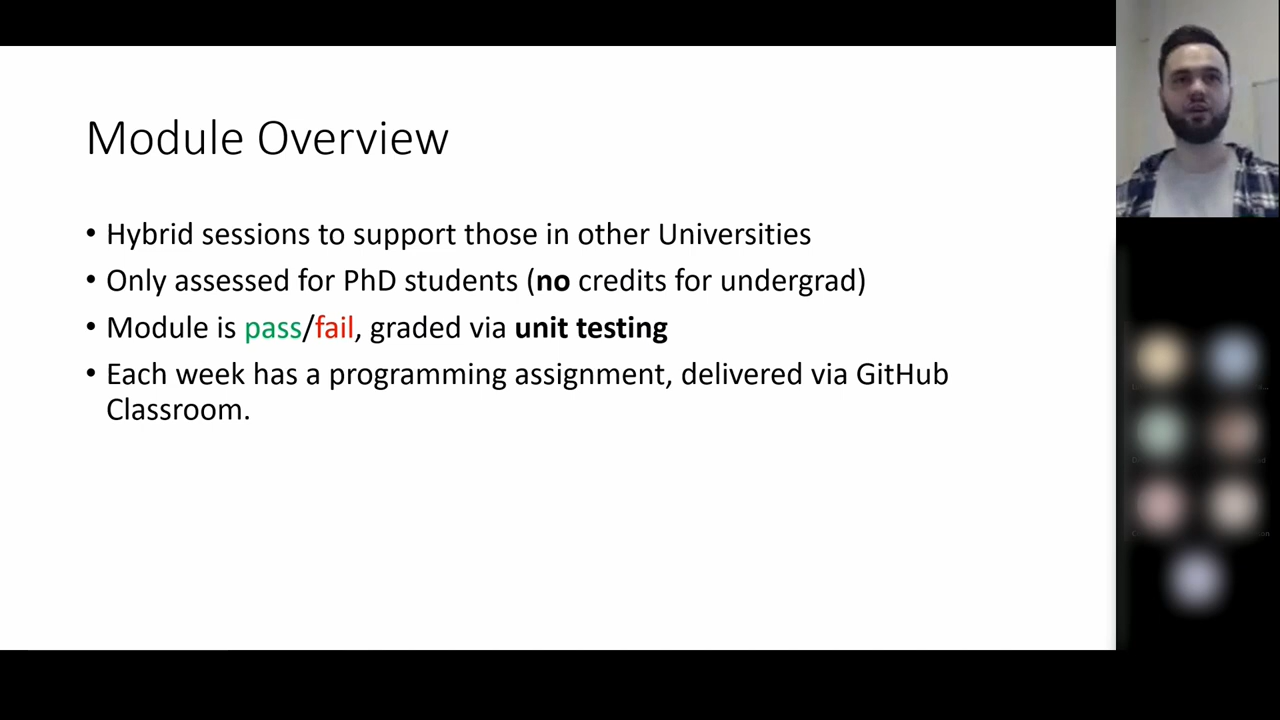 Module Overview
• Hybrid sessions to support those in other Universities
• Only assessed for PhD students (no credits for undergrad)
• Module is pass/fail, graded via unit testing
• Each week has a programming assignment, delivered via GitHub
Classroom.